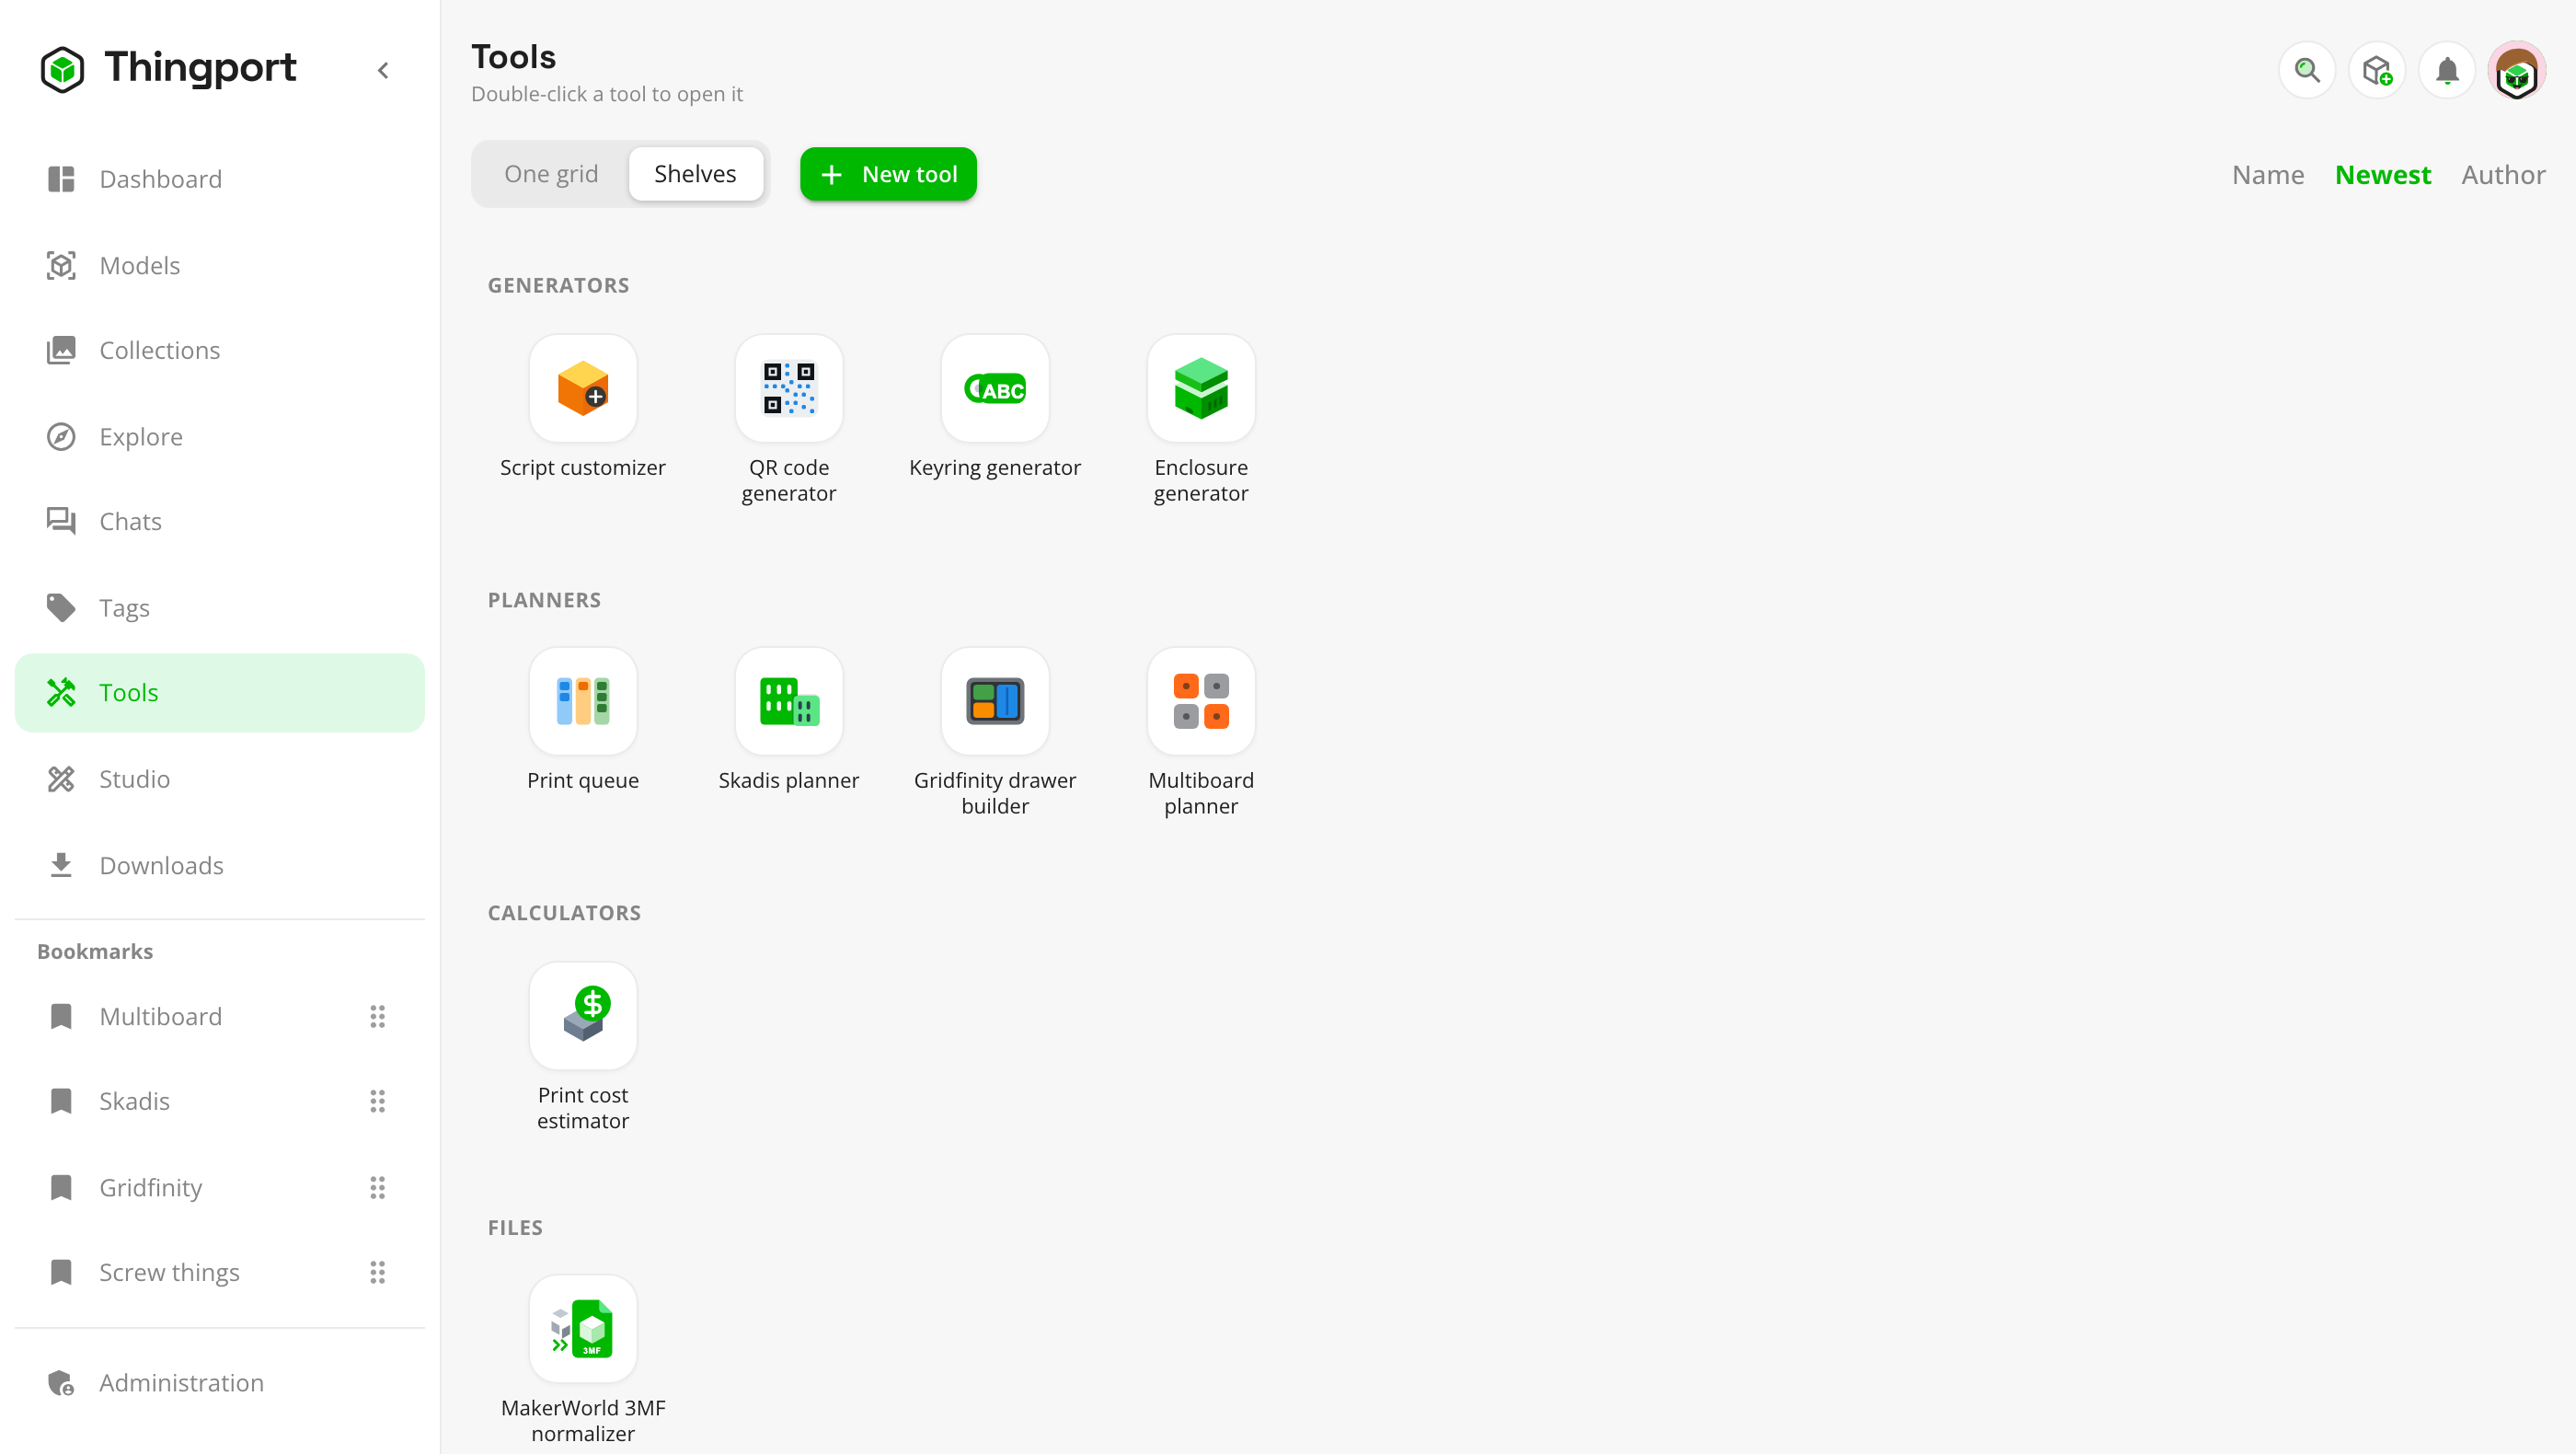 Thingport
Dashboard
Models
Collections
Explore
Chats
Tags
Tools
Studio
Downloads
Bookmarks
Multiboard
Skadis
Gridfinity
Screw things
Administration
Tools
Double-click a tool to open it
One grid
Shelves
New tool
Name
Newest
Author
GENERATORS
ABC
Script customizer
QR code
generator
Keyring generator
Enclosure
generator
PLANNERS
Print queue
Skadis planner
Gridfinity drawer
builder
Multiboard
planner
CALCULATORS
$
Print cost
estimator
FILES
3MF
MakerWorld 3MF
normalizer